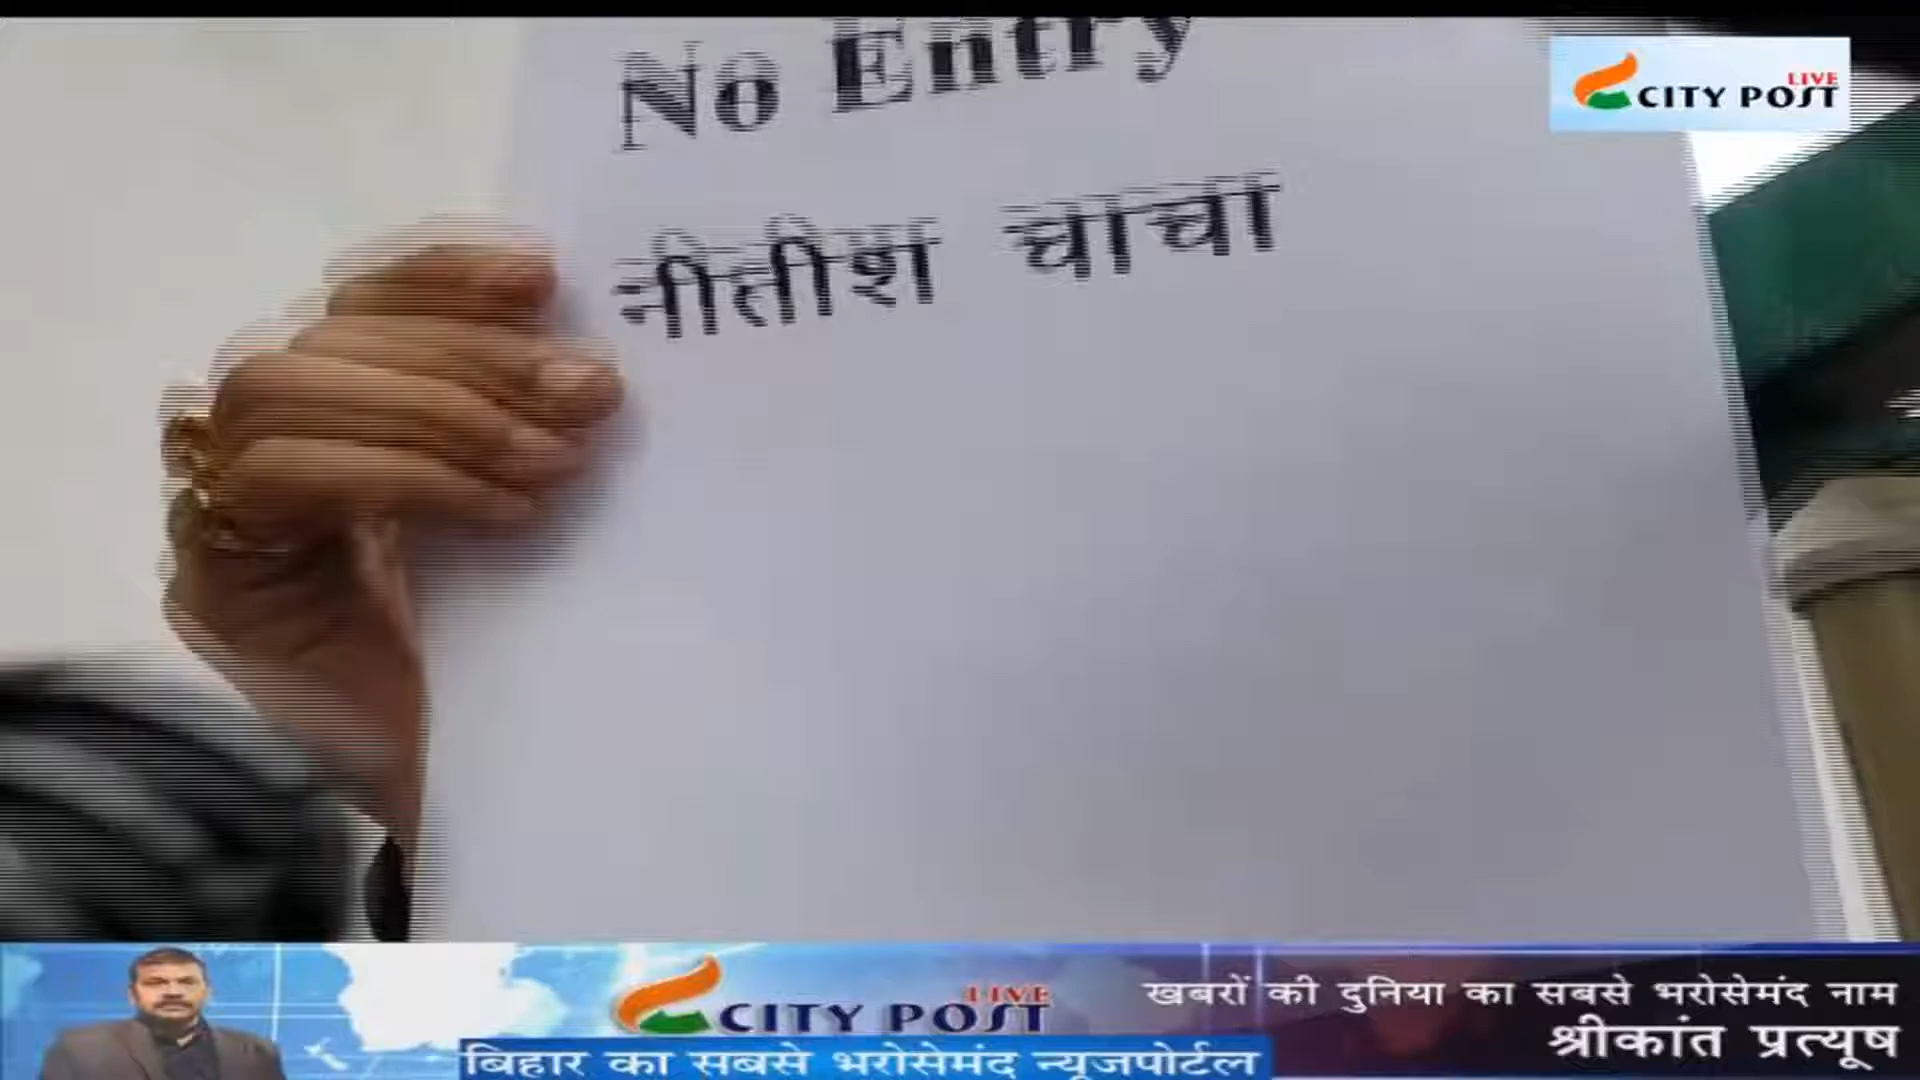 No Entry
नीतीश चाचा
LIVE
CITY POST
LIVE
CITY POST
बिहार का सबसे भरोसेमंद न्यूजपोर्टल
खबरों की दुनिया का सबसे भरोसेमंद नाम
श्रीकांत प्रत्यूष